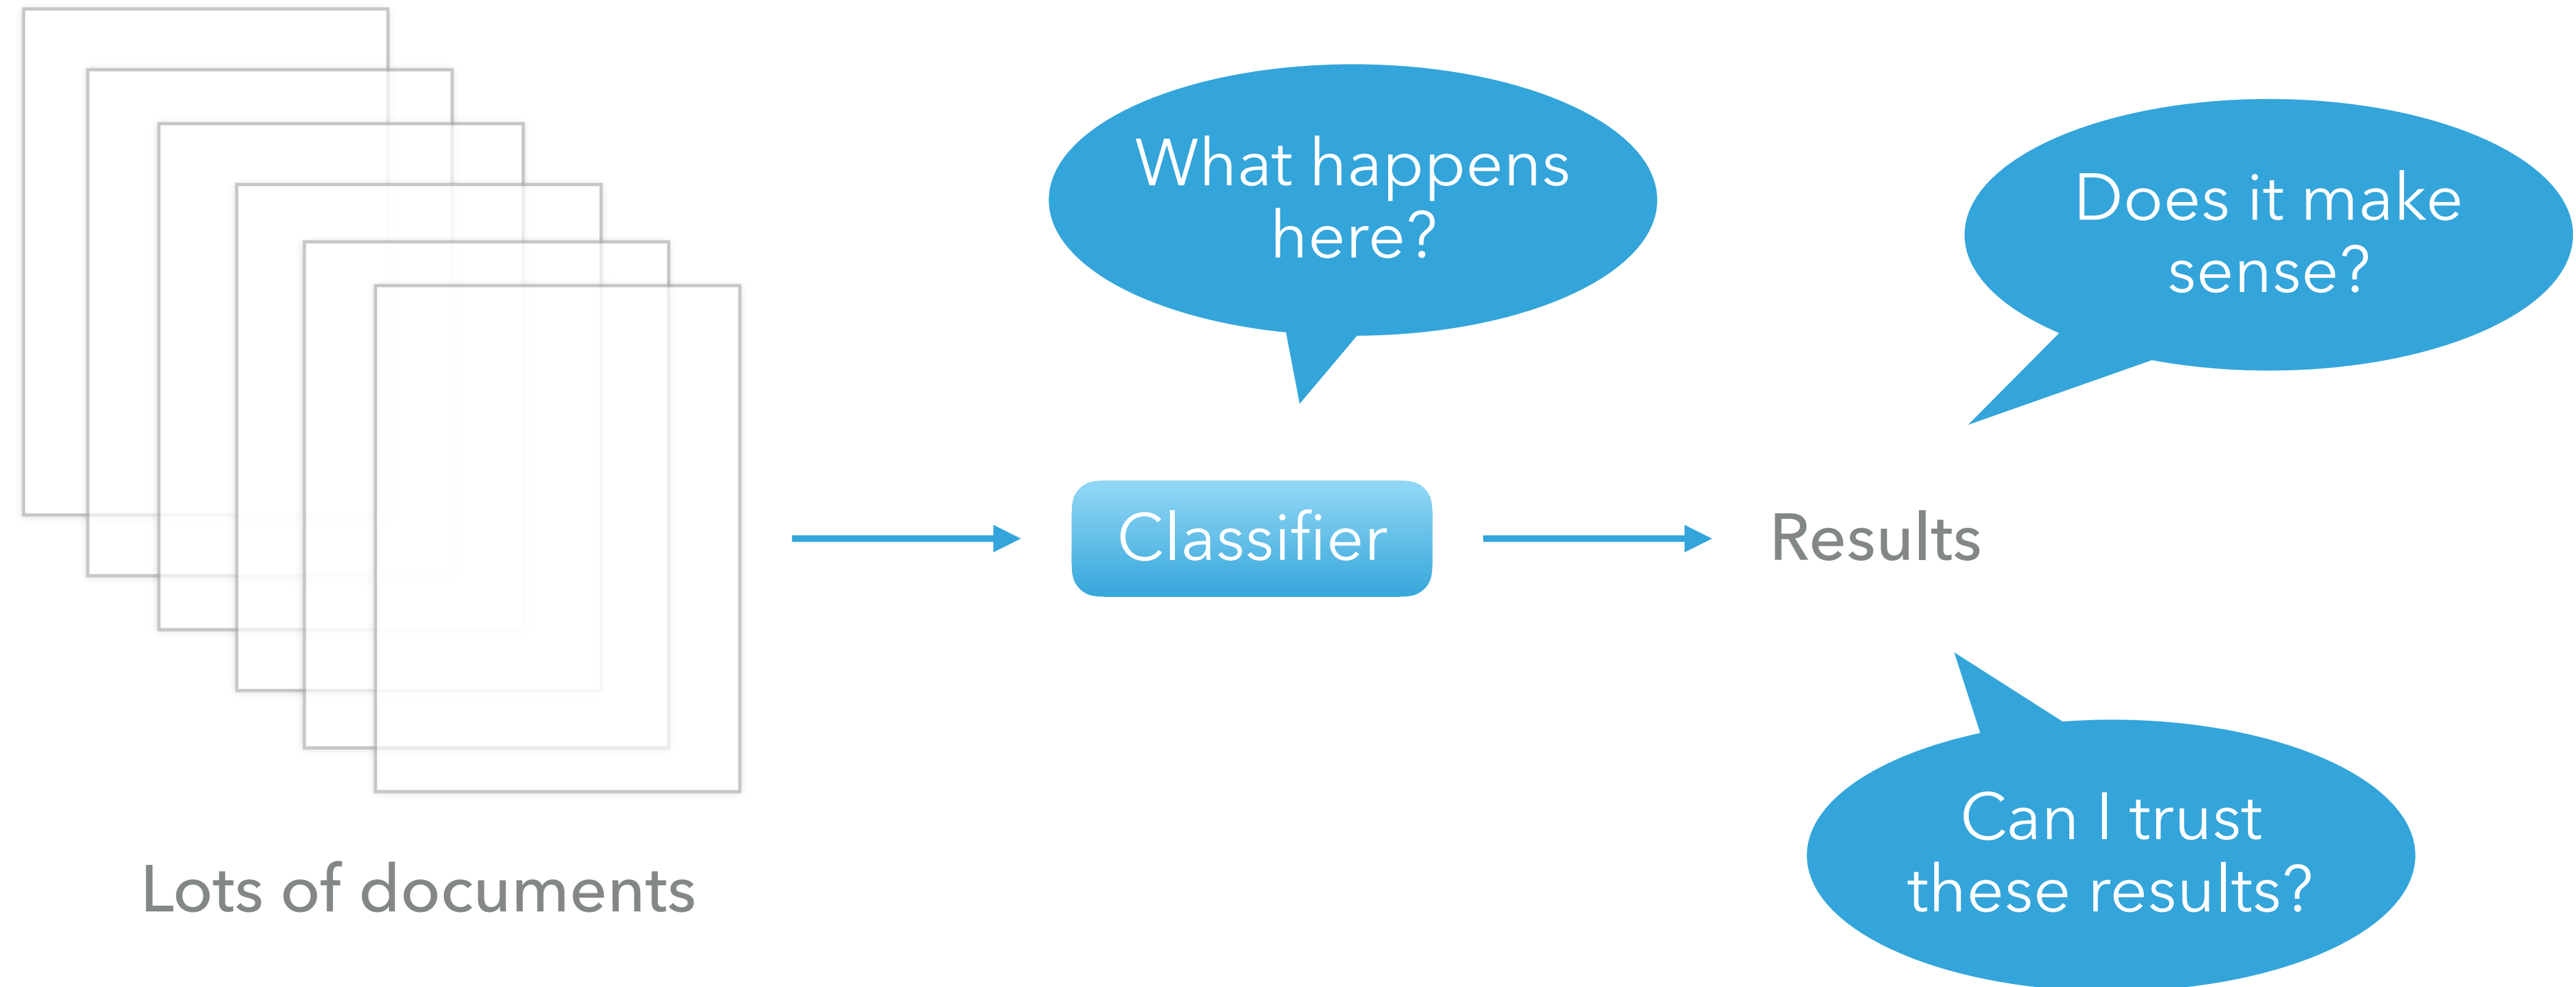 Lots of documents
What happens
here?
Classifier
Does it make
sense?
Results
Can I trust
these results?